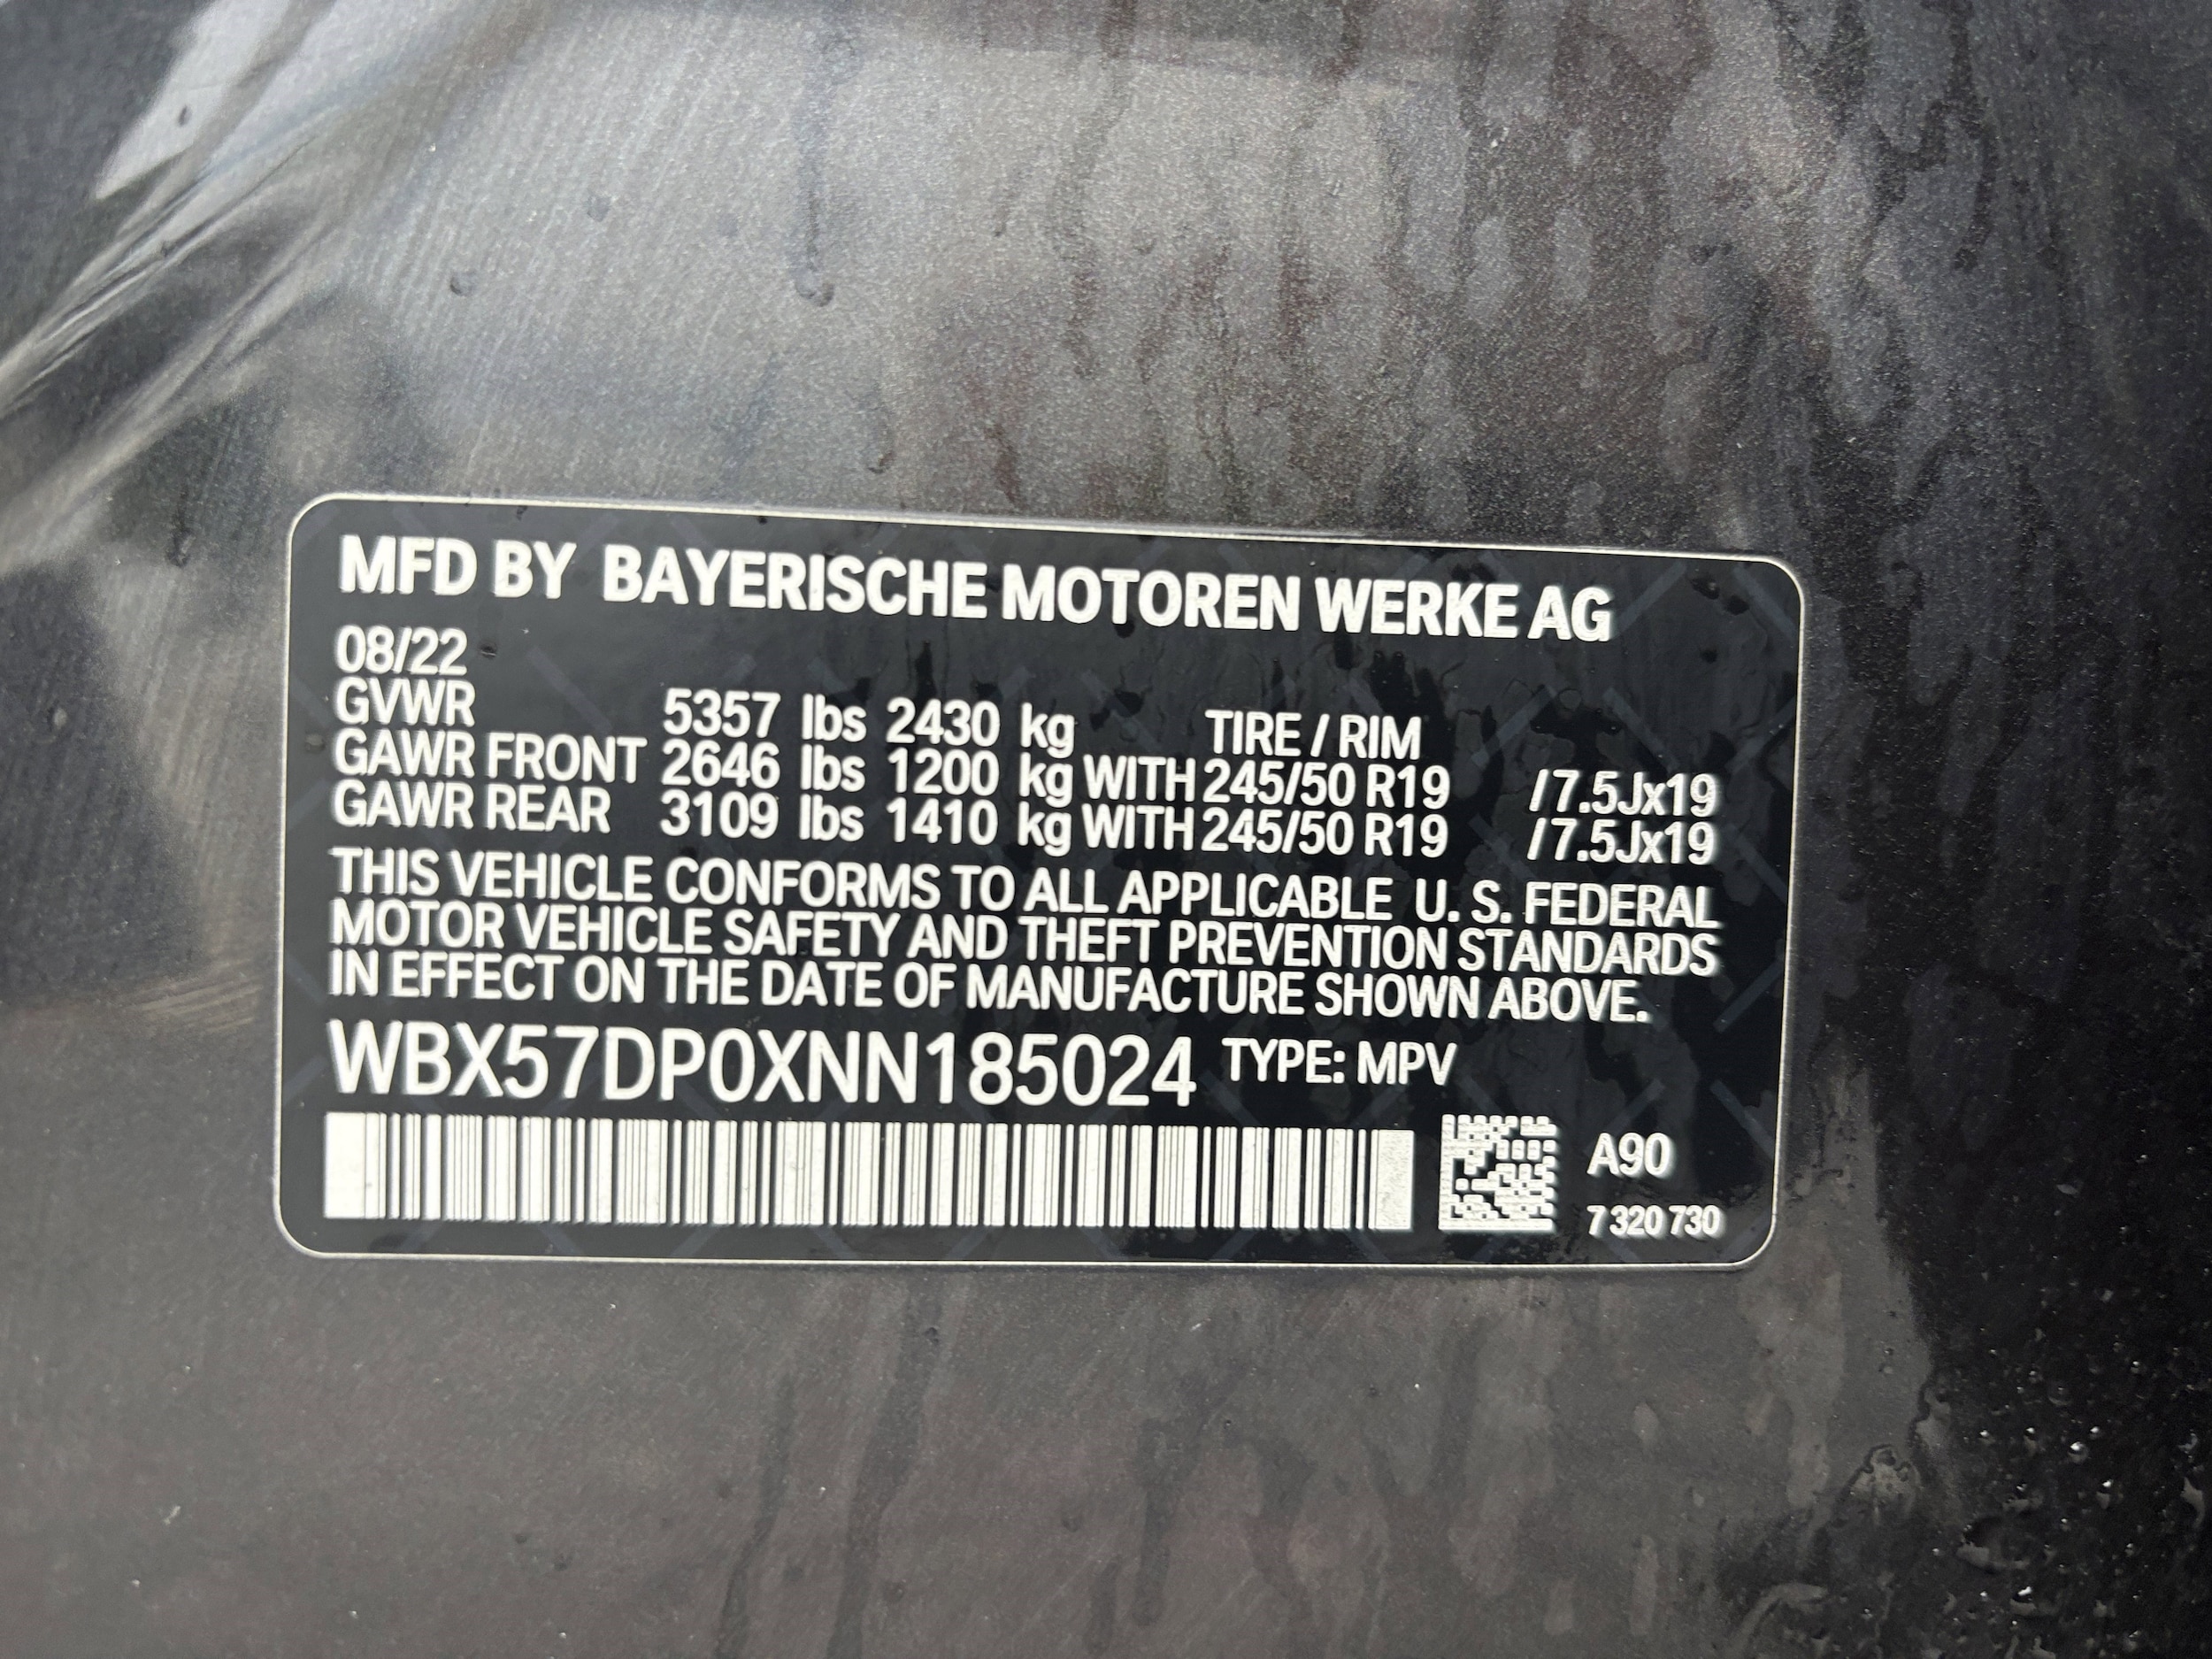 MFD BY BAYERISCHE MOTOREN WERKE AG
08/22
GVWR 5357 lbs 2430 kg TIRE / RIM
GAWR FRONT 2646 lbs 1200 kg WITH 245/50 R19 /7.5Jx19
GAWR REAR 3109 lbs 1410 kg WITH 245/50 R19 /7.5Jx19
THIS VEHICLE CONFORMS TO ALL APPLICABLE U. S. FEDERAL
MOTOR VEHICLE SAFETY AND THEFT PREVENTION STANDARDS
IN EFFECT ON THE DATE OF MANUFACTURE SHOWN ABOVE.
WBX57DP0XNN185024 TYPE: MPV
A90
7 320 730